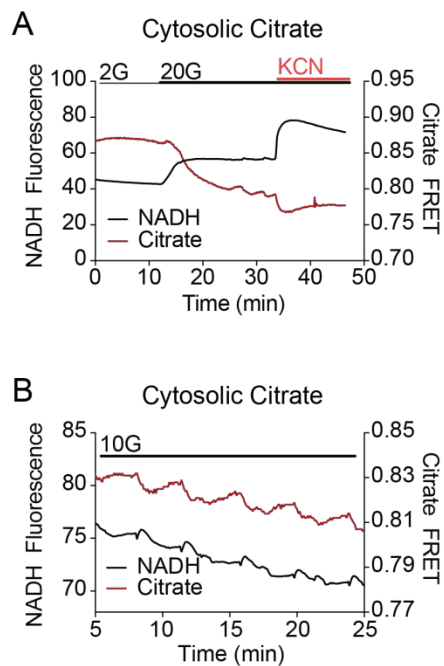 A
Cytosolic Citrate
2G 20G KCN
NADH Fluorescence
100
80
60
40
20
0
NADH
Citrate
0.95
0.90
0.85
0.80
0.75
0.70
Citrate FRET
0 10 20 30 40 50
Time (min)
B
Cytosolic Citrate
10G
NADH Fluorescence
85
80
75
70
NADH
Citrate
0.85
0.83
0.81
0.79
0.77
Citrate FRET
5 10 15 20 25
Time (min)